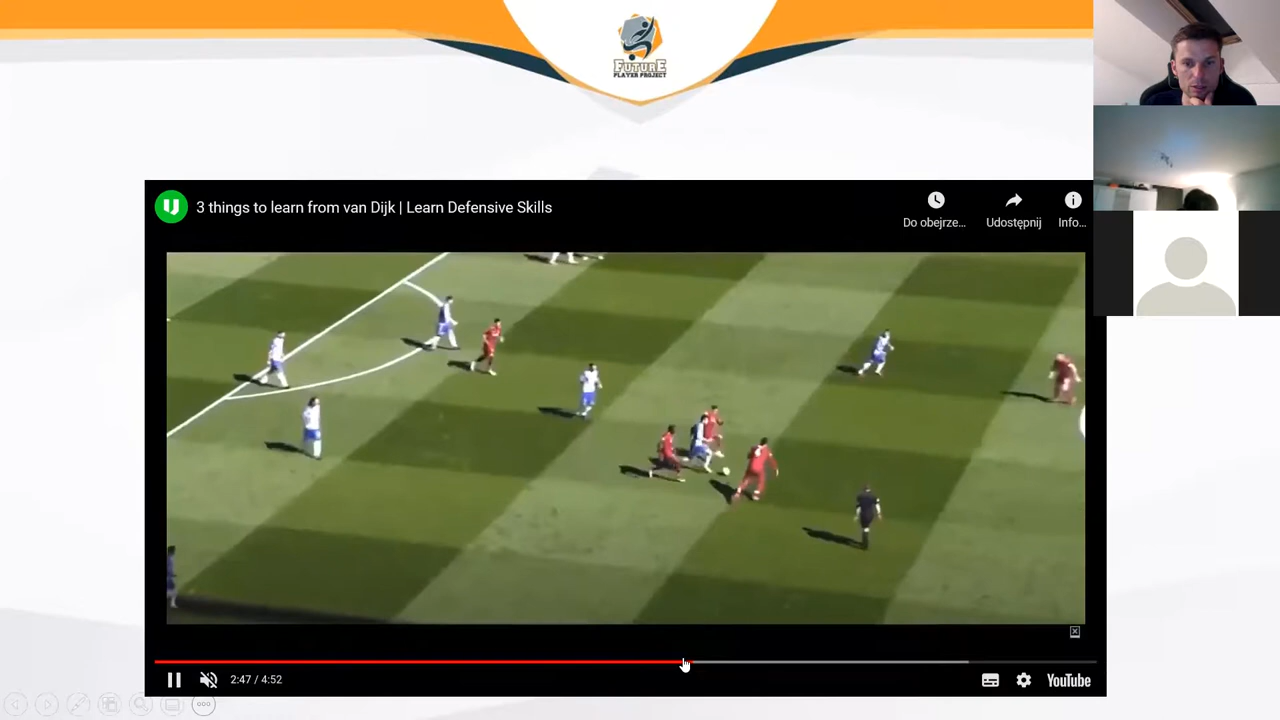 FUTURE
PLAYER PROJECT
3 things to learn from van Dijk | Learn Defensive Skills
Do obejrze...
Udostępnij
Info...
2:47 / 4:52
YouTube